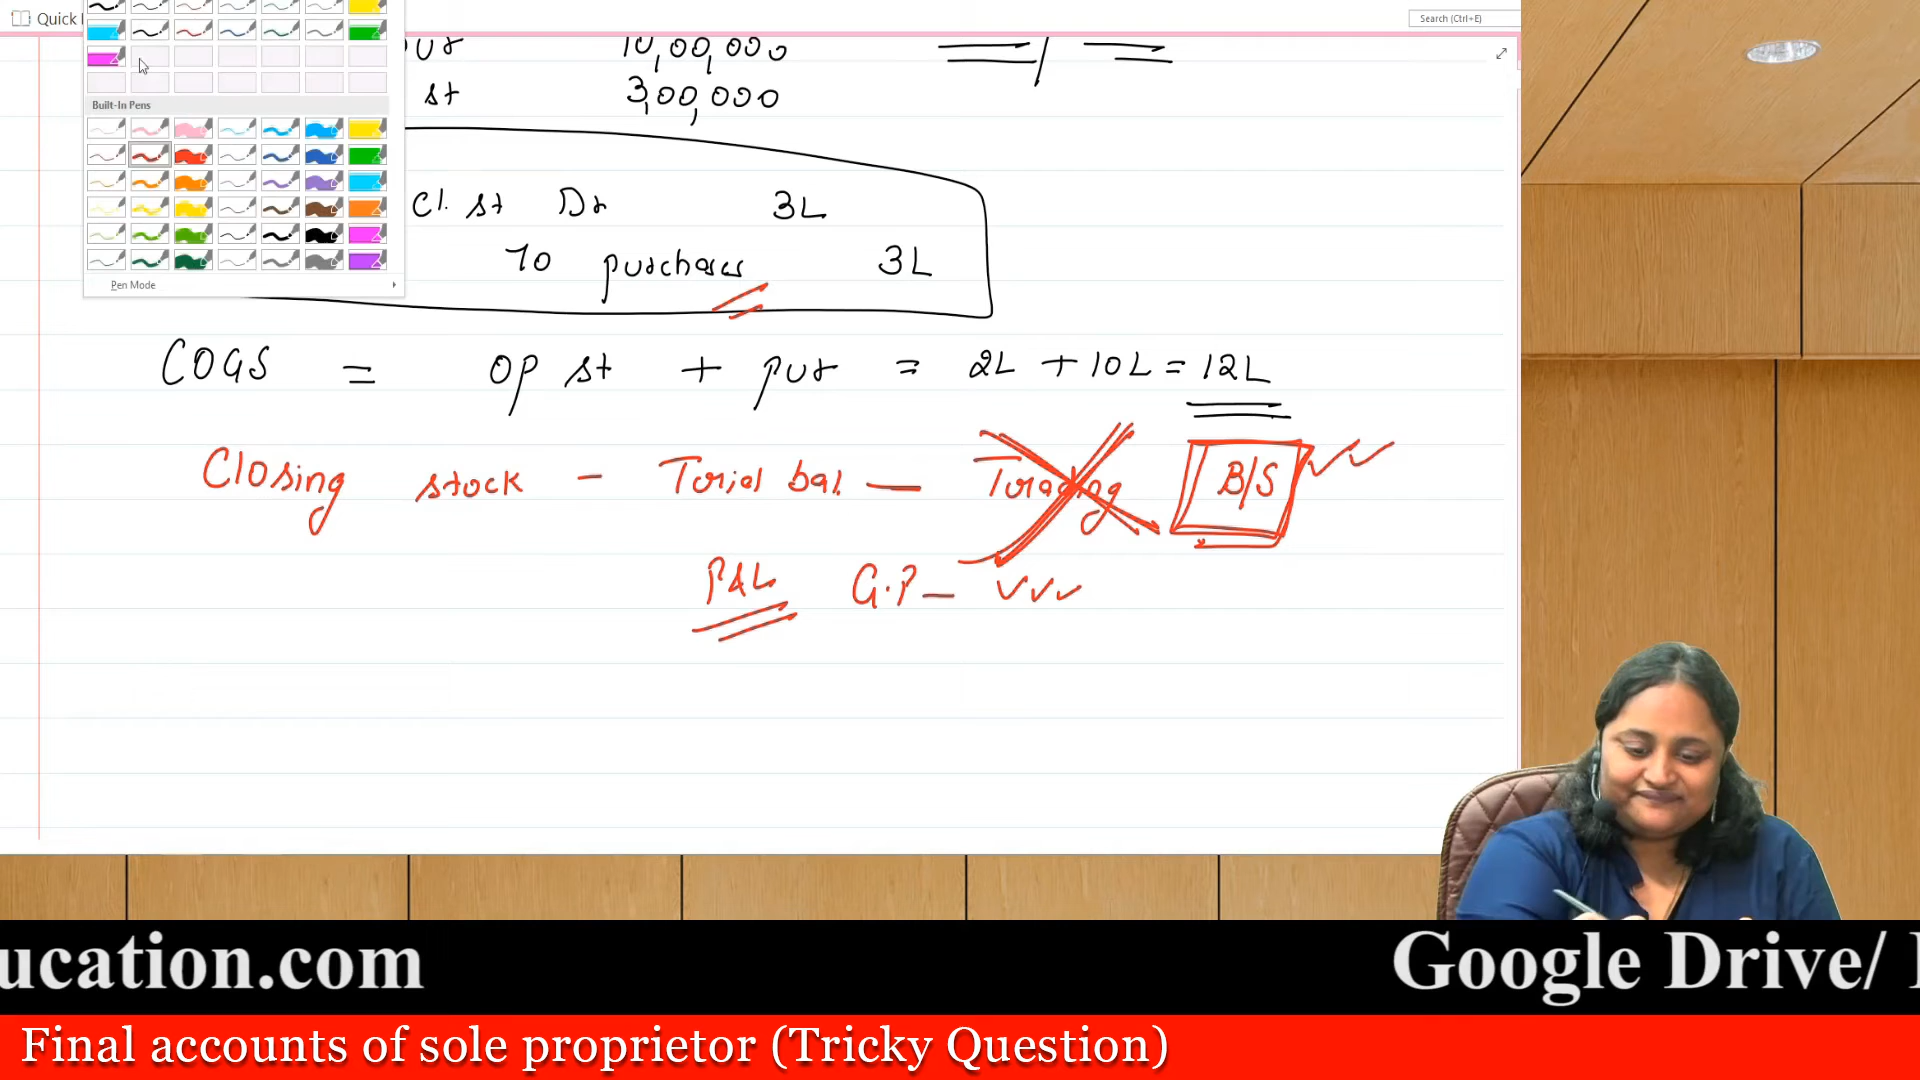 Quick
Search (Ctrl+E)
pur 10,00,000
st 3,00,000
Built-In Pens
Cl. st Dr 3L
To purchases 3L
Pen Mode
COGS = OP st + pur = 2L + 10L = 12L
Closing stock - Trial bal. — Trading B/S
P&L G.P —
ucation.com
Google Drive/
Final accounts of sole proprietor (Tricky Question)